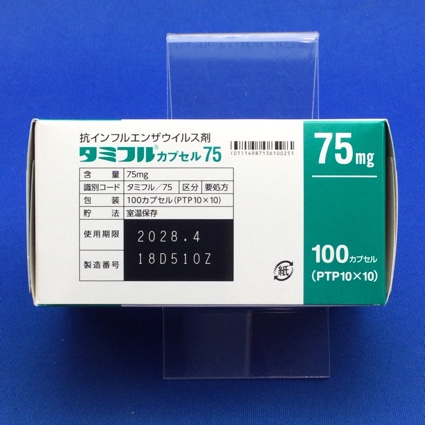 抗インフルエンザウイルス剤
タミフル®カプセル75
(01)14987136100251
含量 75mg
識別コード タミフル/75 区分 要処方
包装 100カプセル(PTP10×10)
貯法 室温保存
使用期限 2028.4
製造番号 18D510Z
紙
75mg
100カプセル
(PTP10×10)